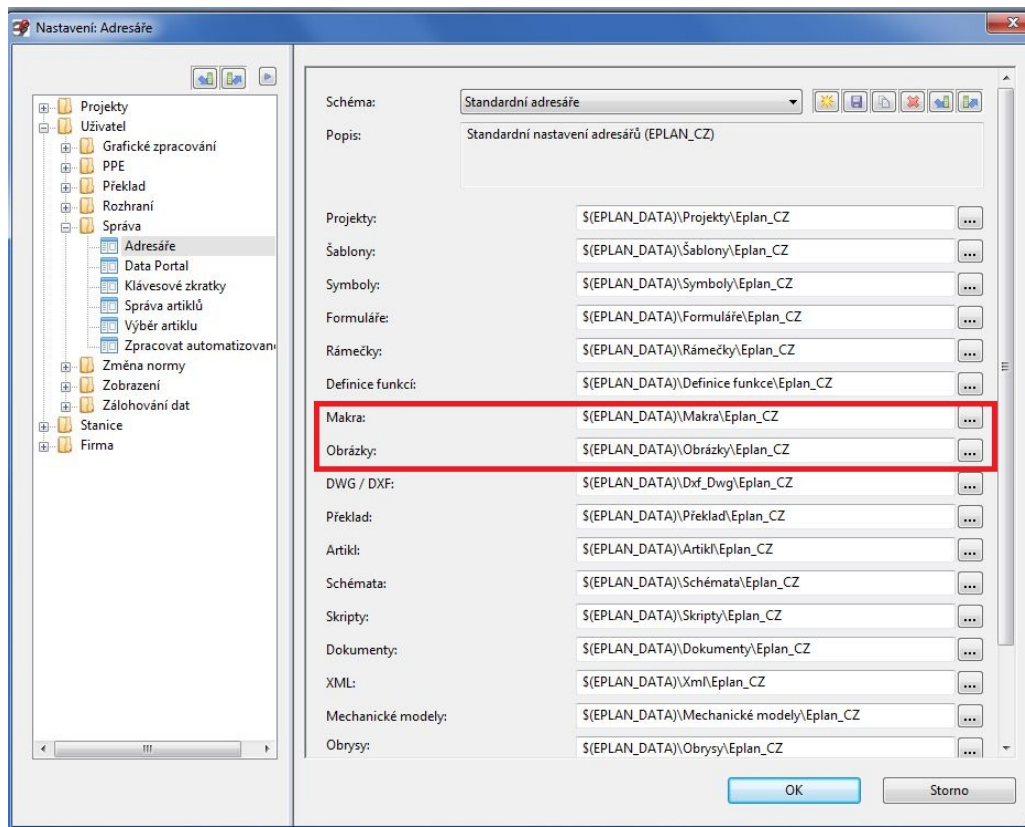 Nastavení: Adresáře
Projekty
Uživatel
Grafické zpracování
PPE
Překlad
Rozhraní
Správa
Adresáře
Data Portal
Klávesové zkratky
Správa artiklů
Výběr artiklu
Zpracovat automatizovan
Změna normy
Zobrazení
Zálohování dat
Stanice
Firma
Schéma: Standardní adresáře
Popis: Standardní nastavení adresářů (EPLAN_CZ)
Projekty: $(EPLAN_DATA)\Projekty\Eplan_CZ ...
Šablony: $(EPLAN_DATA)\Šablony\Eplan_CZ ...
Symboly: $(EPLAN_DATA)\Symboly\Eplan_CZ ...
Formuláře: $(EPLAN_DATA)\Formuláře\Eplan_CZ ...
Rámečky: $(EPLAN_DATA)\Rámečky\Eplan_CZ ...
Definice funkcí: $(EPLAN_DATA)\Definice funkce\Eplan_CZ ...
Makra: $(EPLAN_DATA)\Makra\Eplan_CZ ...
Obrázky: $(EPLAN_DATA)\Obrázky\Eplan_CZ ...
DWG / DXF: $(EPLAN_DATA)\Dxf_Dwg\Eplan_CZ ...
Překlad: $(EPLAN_DATA)\Překlad\Eplan_CZ ...
Artikl: $(EPLAN_DATA)\Artikl\Eplan_CZ ...
Schémata: $(EPLAN_DATA)\Schémata\Eplan_CZ ...
Skripty: $(EPLAN_DATA)\Skripty\Eplan_CZ ...
Dokumenty: $(EPLAN_DATA)\Dokumenty\Eplan_CZ ...
XML: $(EPLAN_DATA)\Xml\Eplan_CZ ...
Mechanické modely: $(EPLAN_DATA)\Mechanické modely\Eplan_CZ ...
Obrysy: $(EPLAN_DATA)\Obrysy\Eplan_CZ ...
OK Storno